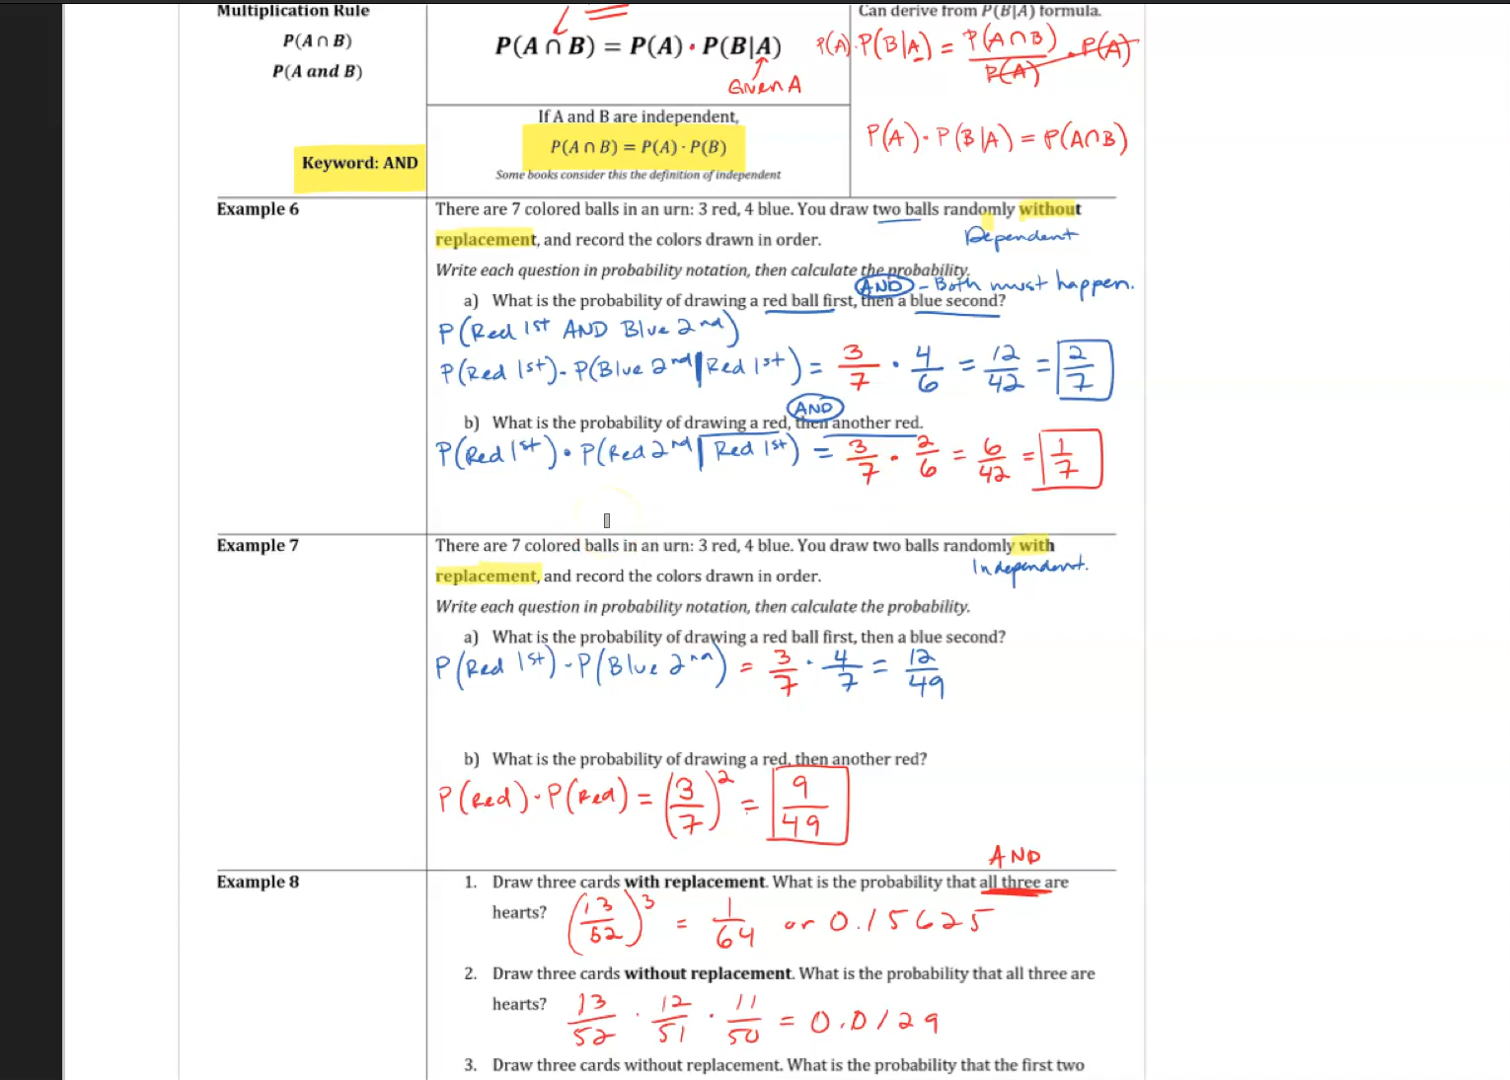 Multiplication Rule
P(A ∩ B)
P(A and B)
Keyword: AND
P(A ∩ B) = P(A) · P(B|A)
Given A
If A and B are independent,
P(A ∩ B) = P(A) · P(B)
Some books consider this the definition of independent
Can derive from P(B|A) formula.
P(A)·P(B|A) = P(A∩B)/P(A) · P(A)
P(A)·P(B|A) = P(A∩B)
Example 6
There are 7 colored balls in an urn: 3 red, 4 blue. You draw two balls randomly without
replacement, and record the colors drawn in order.
Dependent
Write each question in probability notation, then calculate the probability.
AND - Both must happen.
a) What is the probability of drawing a red ball first, then a blue second?
P(Red 1st AND Blue 2nd)
P(Red 1st)·P(Blue 2nd|Red 1st) = 3/7 · 4/6 = 12/42 = 2/7
AND
b) What is the probability of drawing a red, then another red.
P(Red 1st)·P(Red 2nd|Red 1st) = 3/7 · 2/6 = 6/42 = 1/7
Example 7
There are 7 colored balls in an urn: 3 red, 4 blue. You draw two balls randomly with
replacement, and record the colors drawn in order.
Independent.
Write each question in probability notation, then calculate the probability.
a) What is the probability of drawing a red ball first, then a blue second?
P(Red 1st)·P(Blue 2nd) = 3/7 · 4/7 = 12/49
b) What is the probability of drawing a red, then another red?
P(Red)·P(Red) = (3/7)² = 9/49
AND
Example 8
1. Draw three cards with replacement. What is the probability that all three are
hearts? (13/52)³ = 1/64 or 0.15625
2. Draw three cards without replacement. What is the probability that all three are
hearts? 13/52 · 12/51 · 11/50 = 0.0129
3. Draw three cards without replacement. What is the probability that the first two